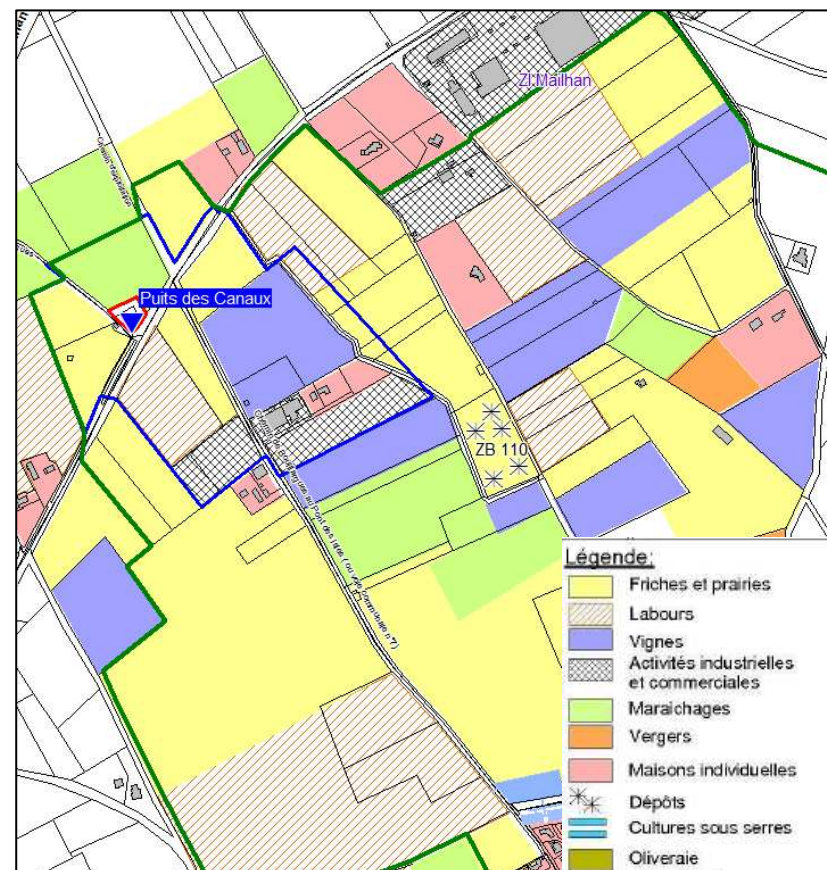 ZI Mailhan
Puits des Canaux
ZB 110
Légende:
Friches et prairies
Labours
Vignes
Activités industrielles
et commerciales
Maraichages
Vergers
Maisons individuelles
Dépôts
Cultures sous serres
Oliveraie